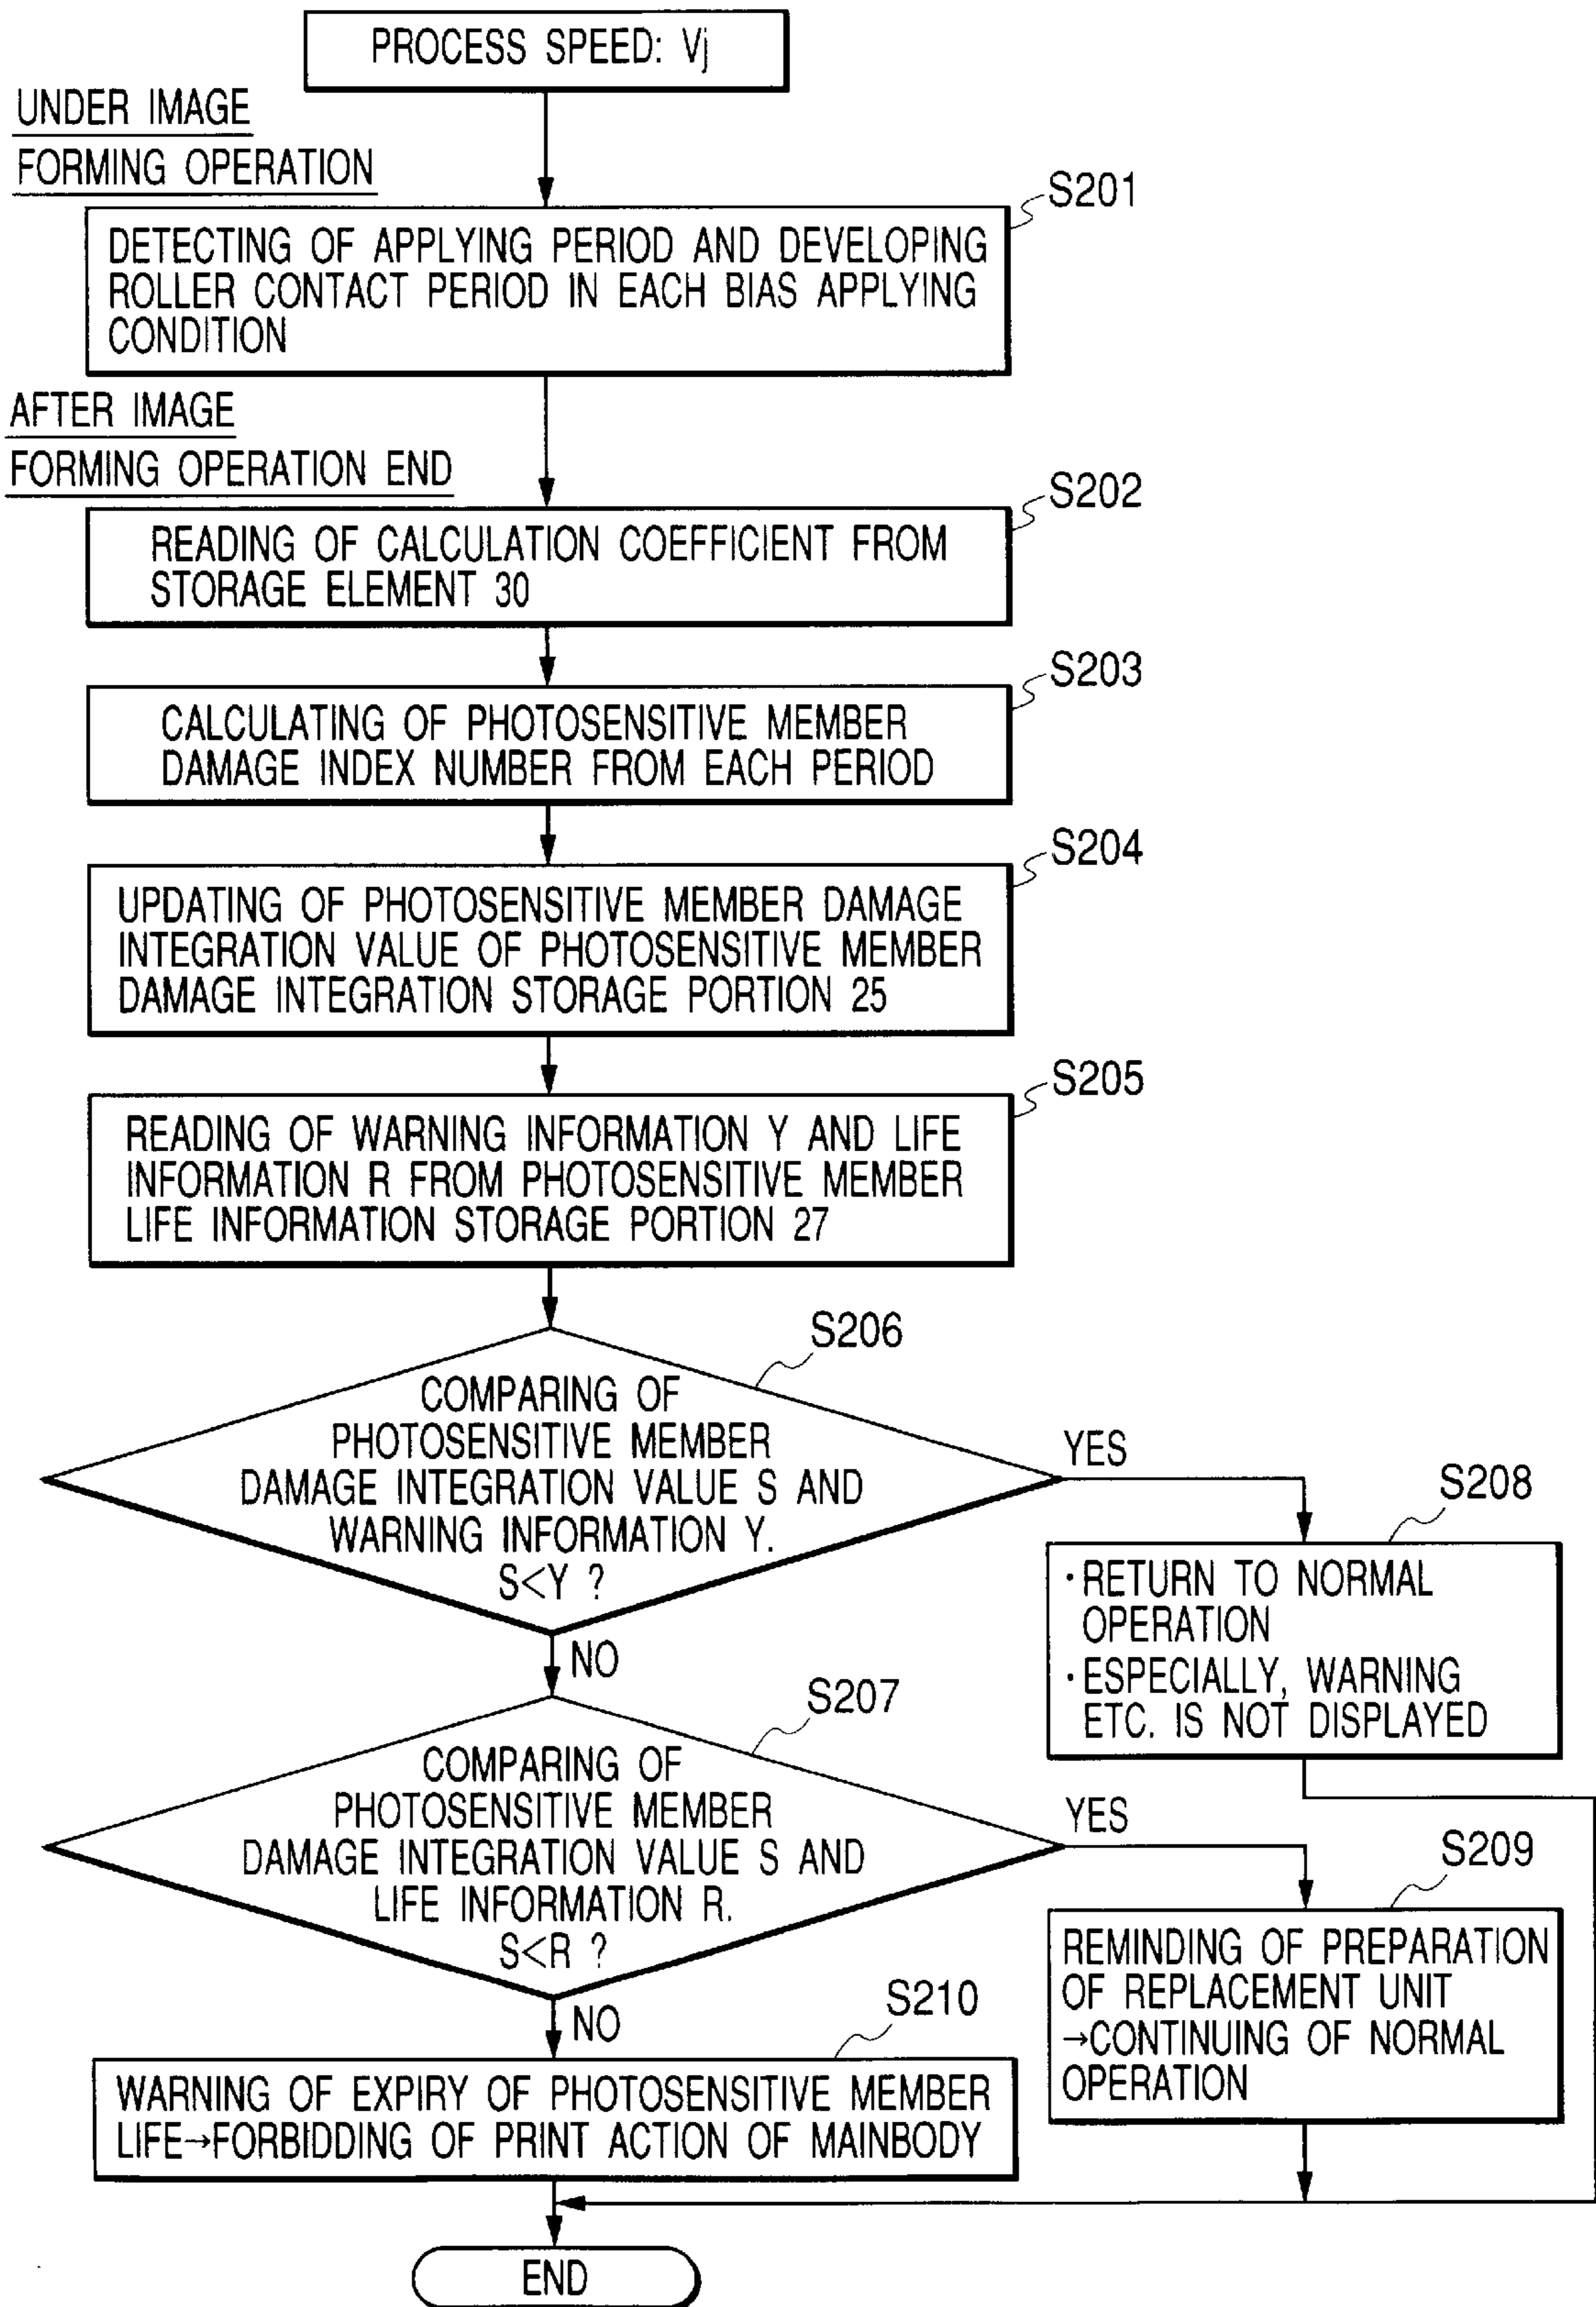 PROCESS SPEED: Vj
UNDER IMAGE
FORMING OPERATION
S201
DETECTING OF APPLYING PERIOD AND DEVELOPING
ROLLER CONTACT PERIOD IN EACH BIAS APPLYING
CONDITION
AFTER IMAGE
FORMING OPERATION END
S202
READING OF CALCULATION COEFFICIENT FROM
STORAGE ELEMENT 30
S203
CALCULATING OF PHOTOSENSITIVE MEMBER
DAMAGE INDEX NUMBER FROM EACH PERIOD
S204
UPDATING OF PHOTOSENSITIVE MEMBER DAMAGE
INTEGRATION VALUE OF PHOTOSENSITIVE MEMBER
DAMAGE INTEGRATION STORAGE PORTION 25
S205
READING OF WARNING INFORMATION Y AND LIFE
INFORMATION R FROM PHOTOSENSITIVE MEMBER
LIFE INFORMATION STORAGE PORTION 27
S206
COMPARING OF
PHOTOSENSITIVE MEMBER
DAMAGE INTEGRATION VALUE S AND
WARNING INFORMATION Y.
S<Y ?
YES
NO
S208
・RETURN TO NORMAL
OPERATION
・ESPECIALLY, WARNING
ETC. IS NOT DISPLAYED
S207
COMPARING OF
PHOTOSENSITIVE MEMBER
DAMAGE INTEGRATION VALUE S AND
LIFE INFORMATION R.
S<R ?
YES
NO
S209
REMINDING OF PREPARATION
OF REPLACEMENT UNIT
→CONTINUING OF NORMAL
OPERATION
S210
WARNING OF EXPIRY OF PHOTOSENSITIVE MEMBER
LIFE→FORBIDDING OF PRINT ACTION OF MAINBODY
END